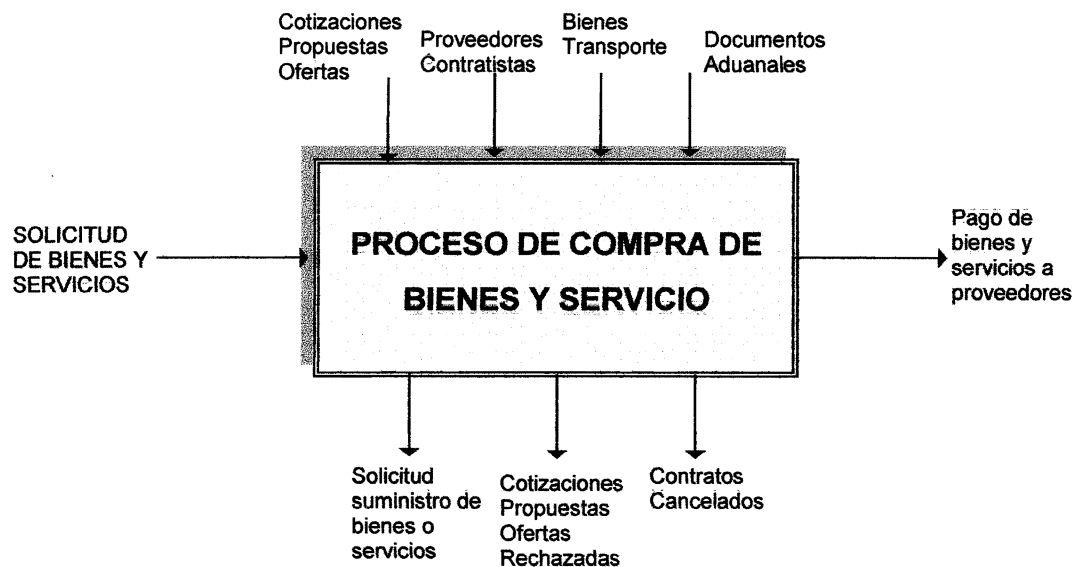 Cotizaciones
Propuestas
Ofertas
Proveedores
Contratistas
Bienes
Transporte
Documentos
Aduanales
SOLICITUD
DE BIENES Y
SERVICIOS
PROCESO DE COMPRA DE
BIENES Y SERVICIO
Pago de
bienes y
servicios a
proveedores
Solicitud
suministro de
bienes o
servicios
Cotizaciones
Propuestas
Ofertas
Rechazadas
Contratos
Cancelados